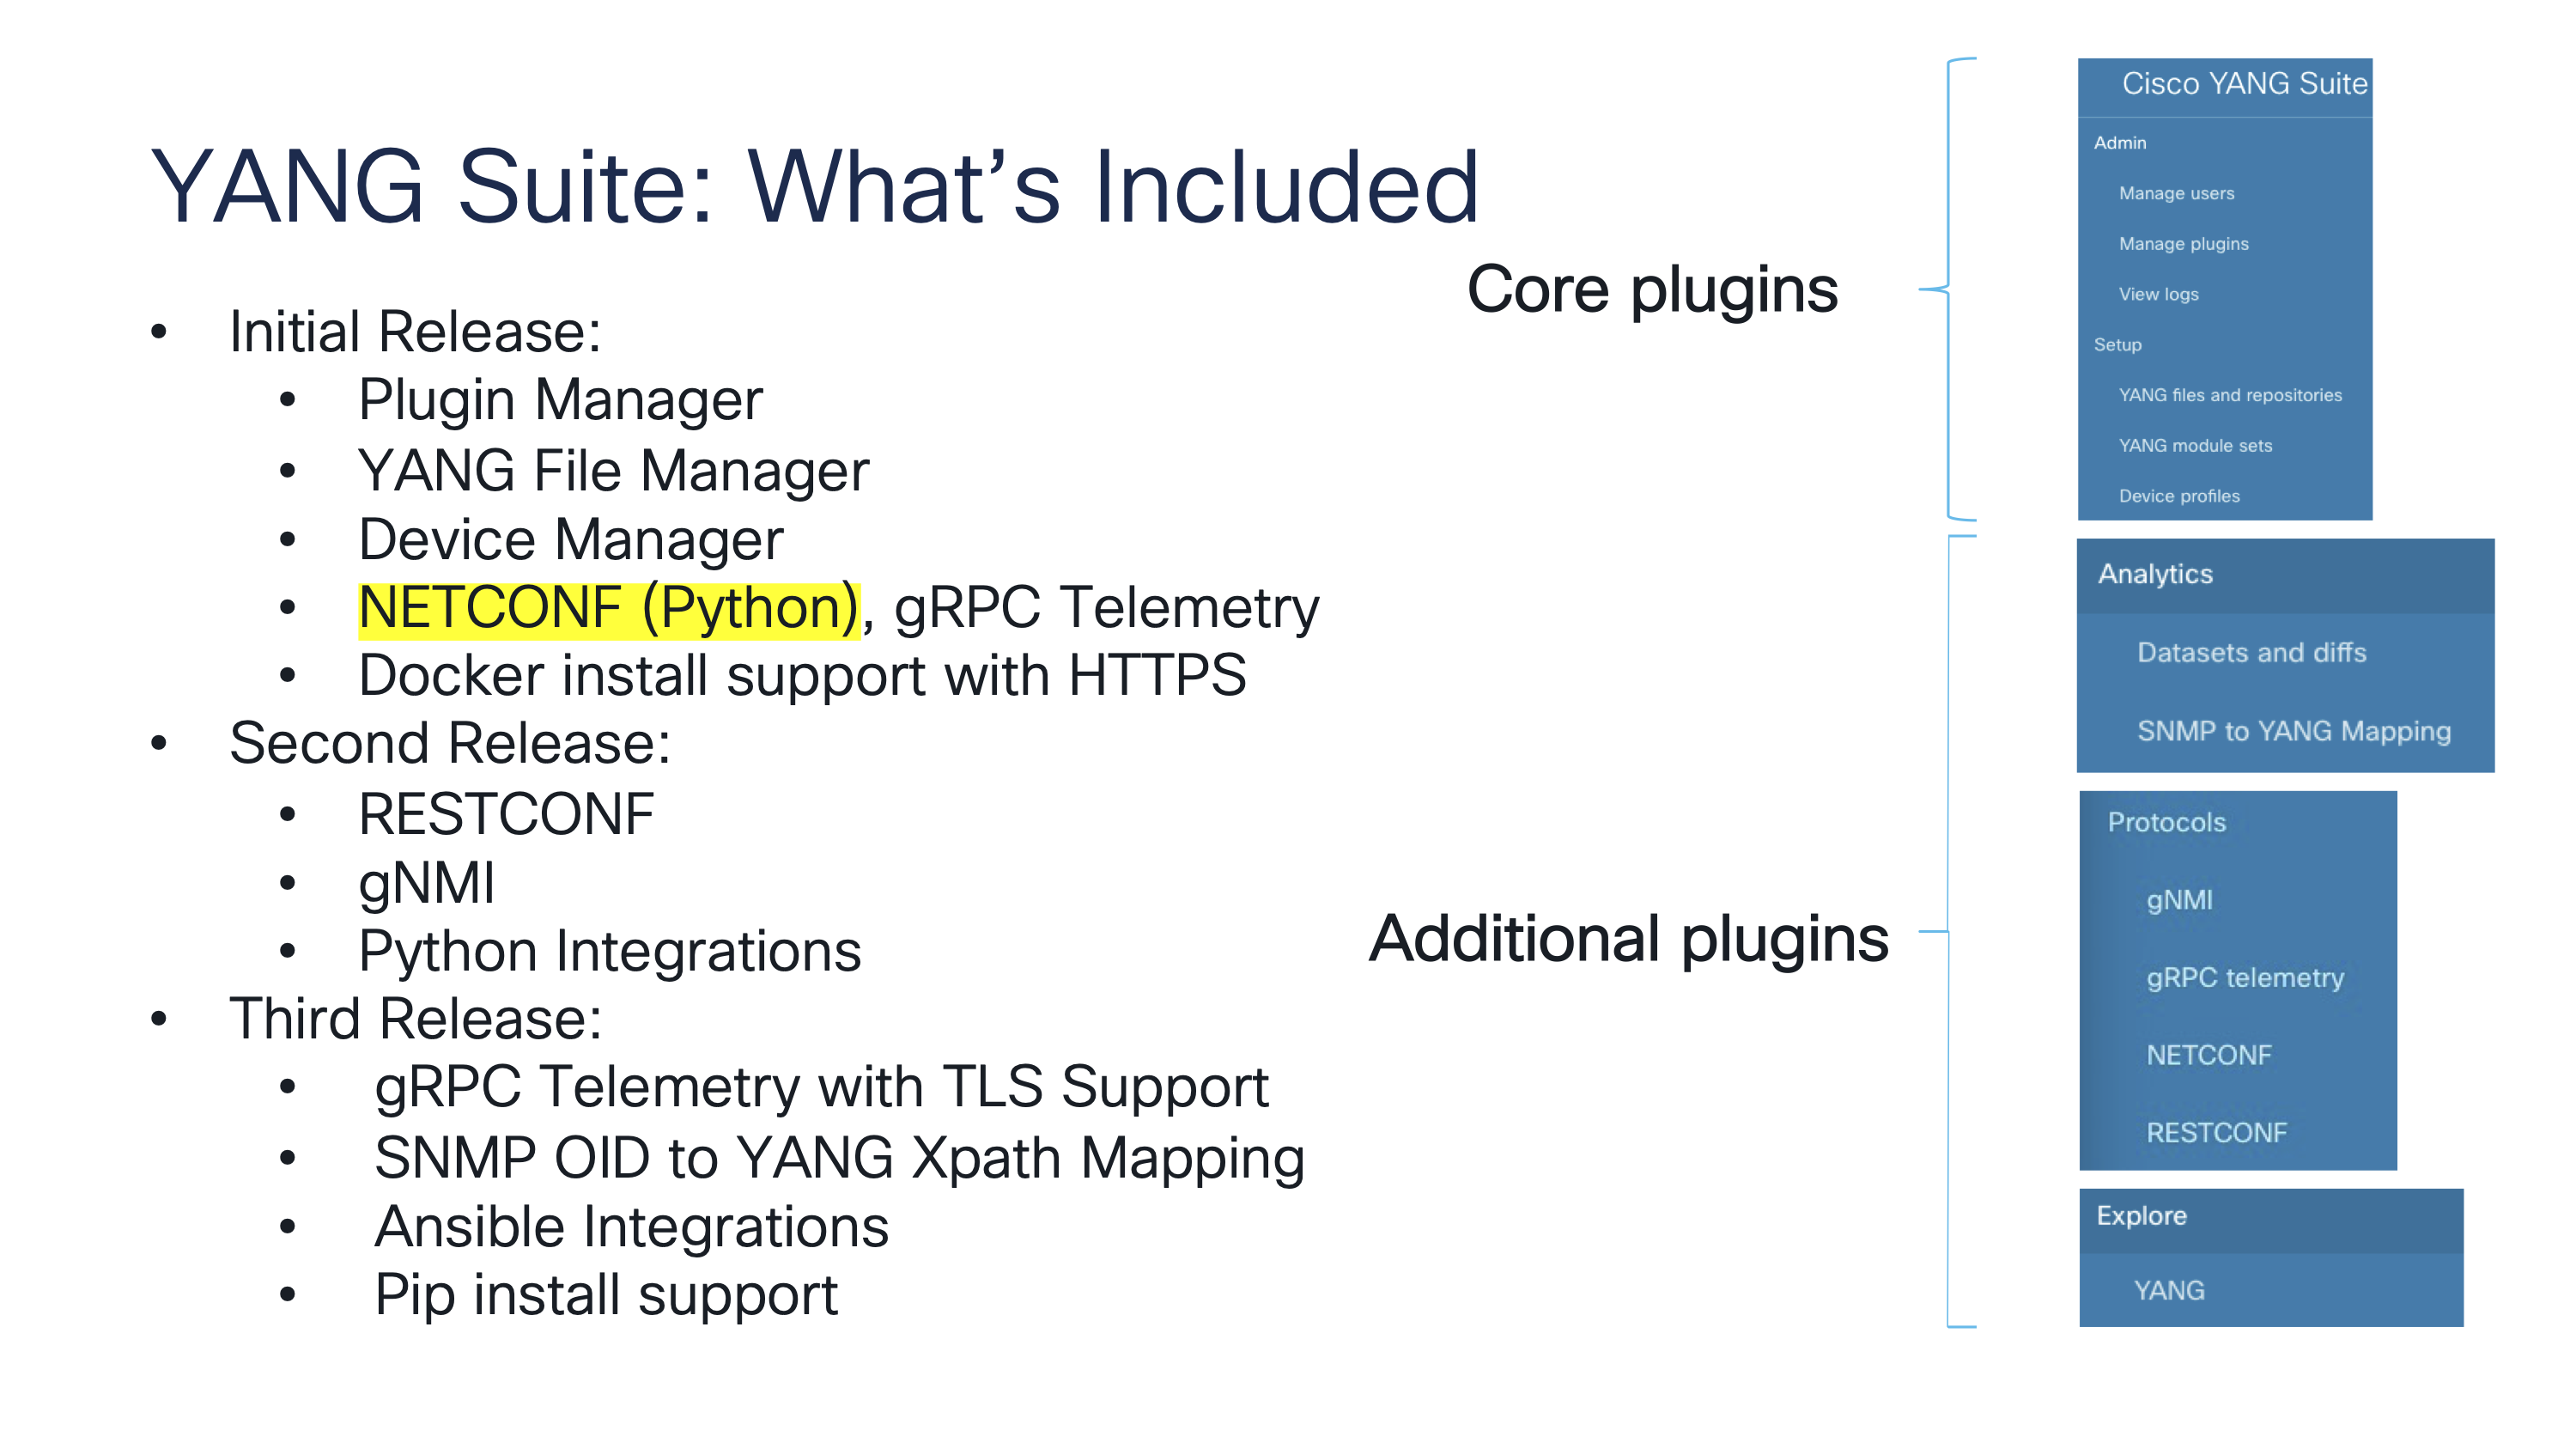 YANG Suite: What’s Included
• Initial Release:
• Plugin Manager
• YANG File Manager
• Device Manager
• NETCONF (Python), gRPC Telemetry
• Docker install support with HTTPS
• Second Release:
• RESTCONF
• gNMI
• Python Integrations
• Third Release:
• gRPC Telemetry with TLS Support
• SNMP OID to YANG Xpath Mapping
• Ansible Integrations
• Pip install support
Core plugins
Cisco YANG Suite
Admin
Manage users
Manage plugins
View logs
Setup
YANG files and repositories
YANG module sets
Device profiles
Additional plugins
Analytics
Datasets and diffs
SNMP to YANG Mapping
Protocols
gNMI
gRPC telemetry
NETCONF
RESTCONF
Explore
YANG